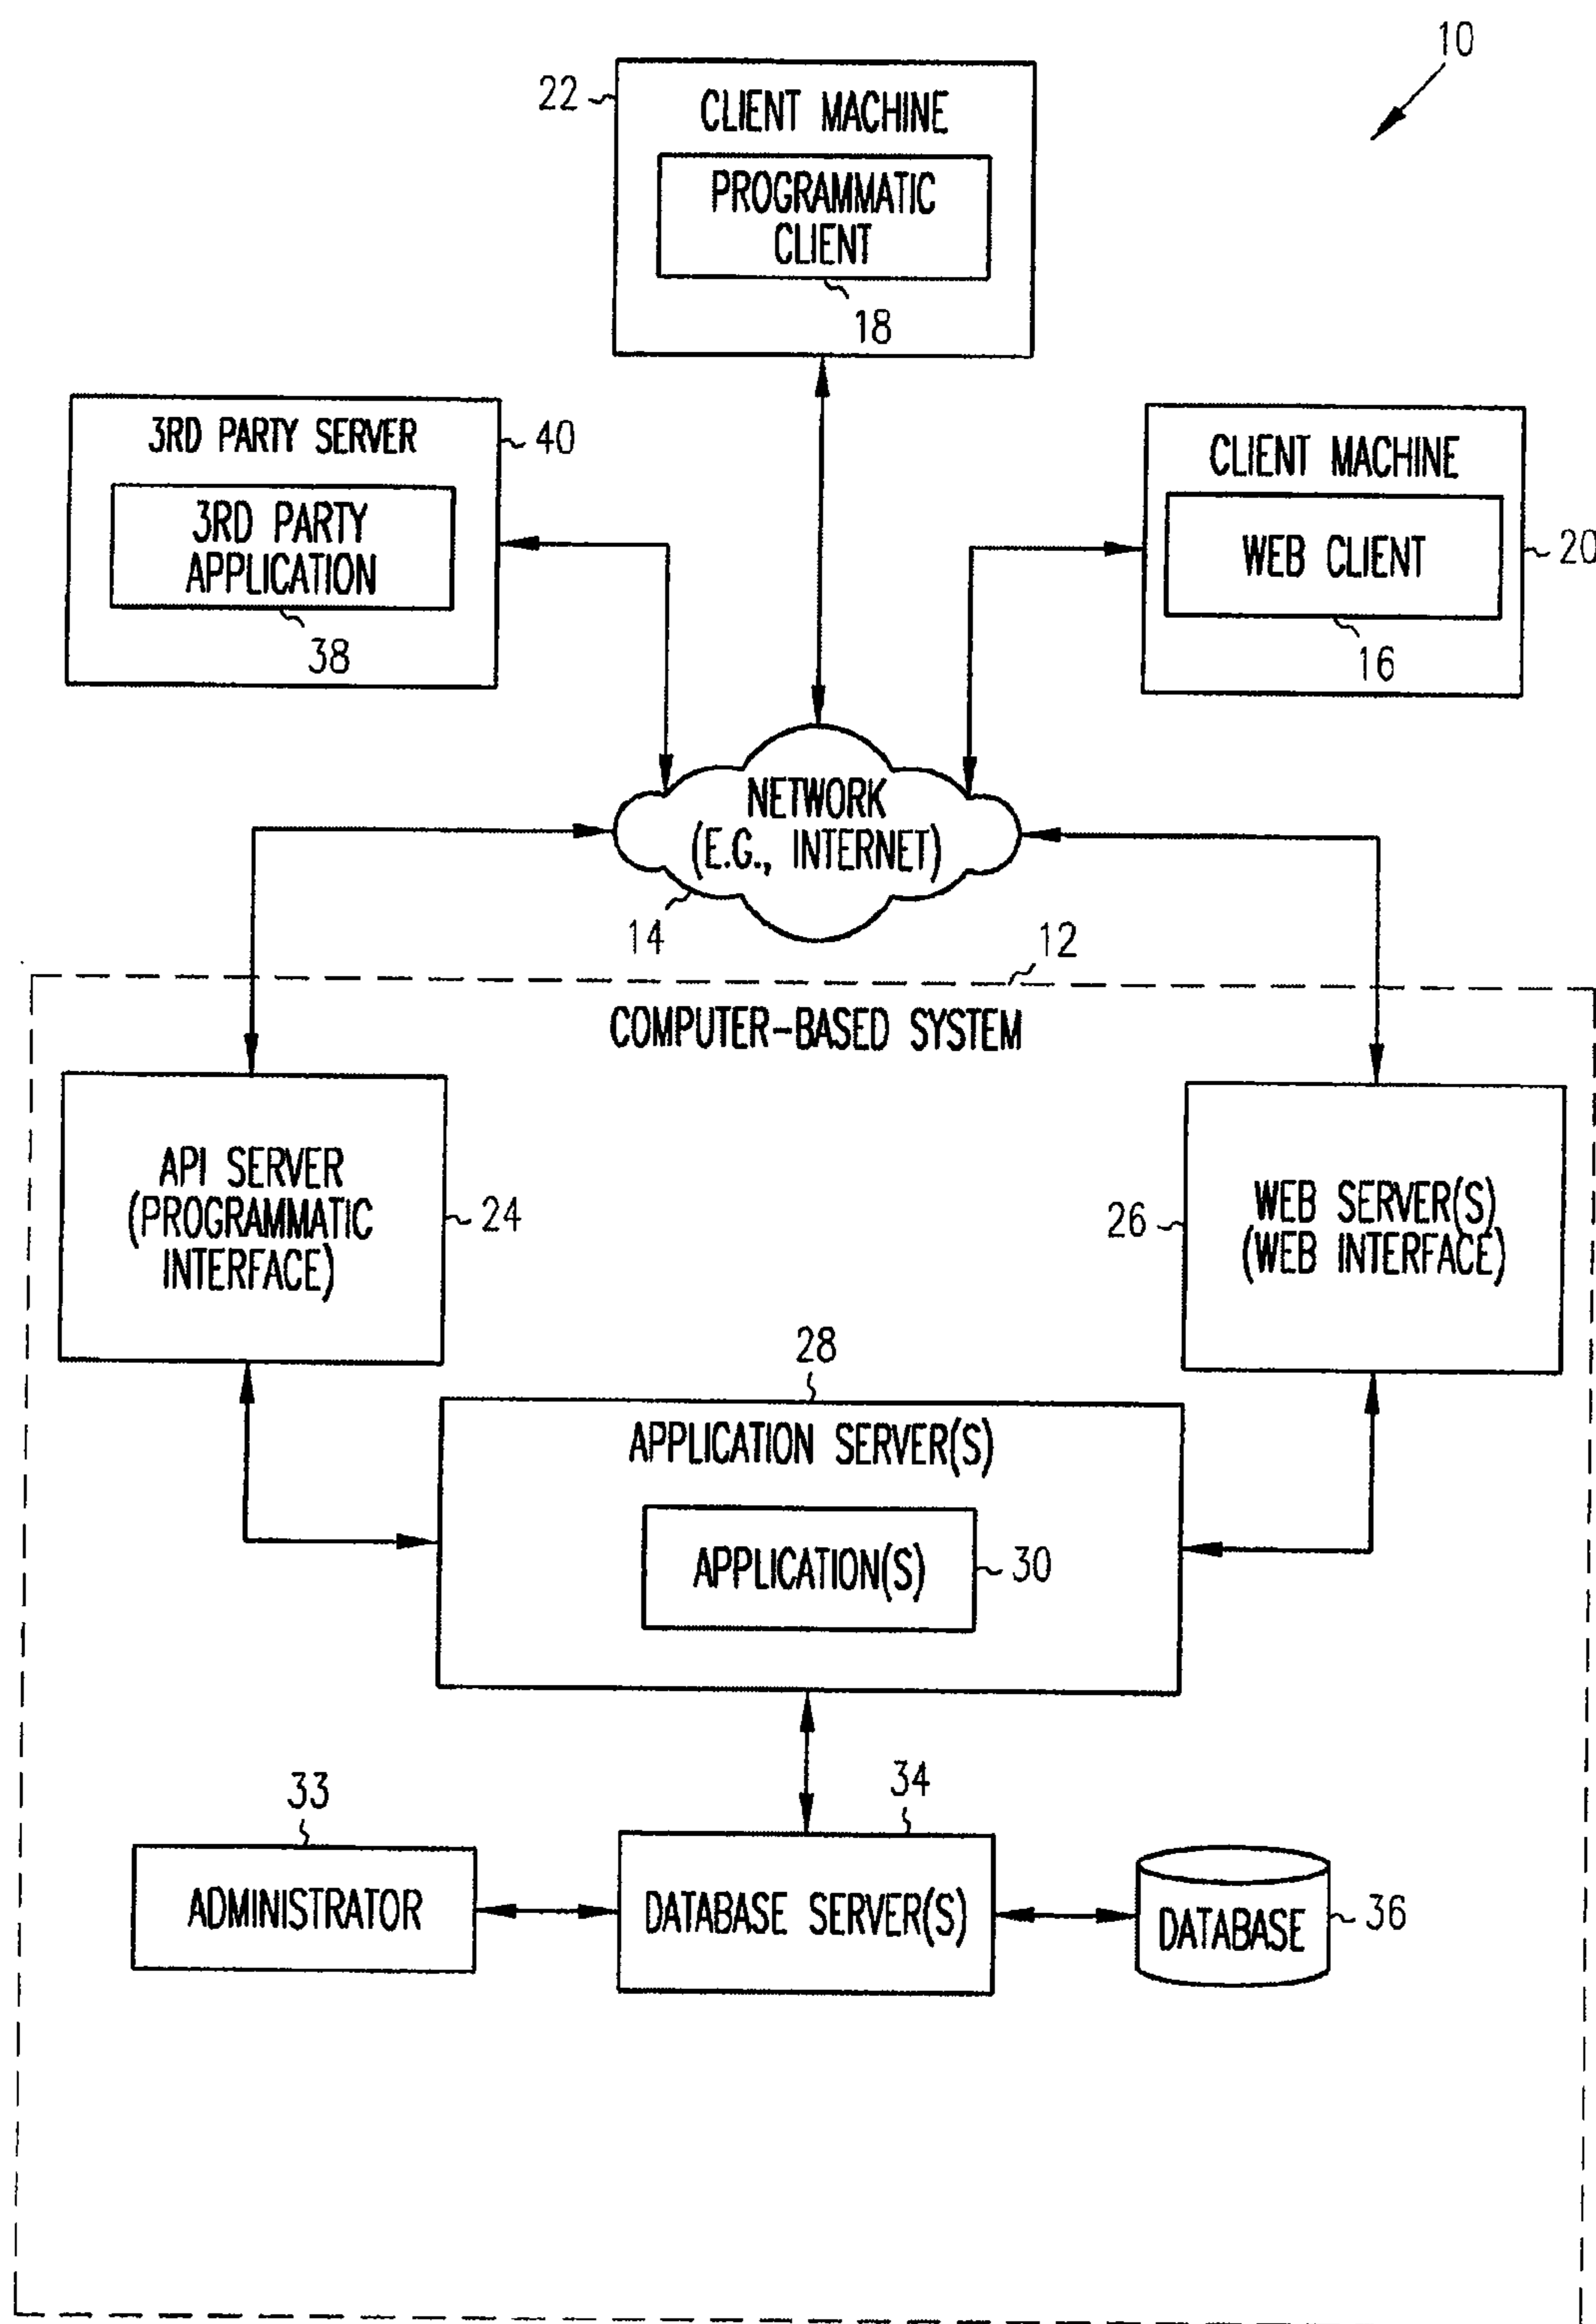 10
22
CLIENT MACHINE
PROGRAMMATIC
CLIENT
18
3RD PARTY SERVER
40
3RD PARTY
APPLICATION
38
CLIENT MACHINE
WEB CLIENT
20
16
NETWORK
(E.G., INTERNET)
14
12
COMPUTER-BASED SYSTEM
API SERVER
(PROGRAMMATIC
INTERFACE)
24
26
WEB SERVER(S)
(WEB INTERFACE)
28
APPLICATION SERVER(S)
APPLICATION(S)
30
33
ADMINISTRATOR
34
DATABASE SERVER(S)
DATABASE
36